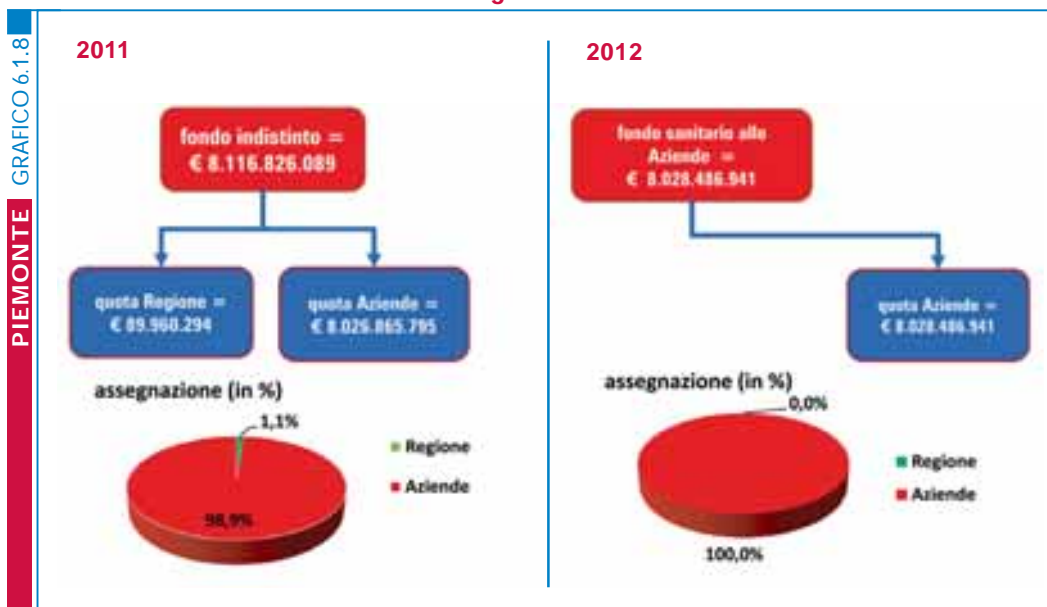 GRAFICO 6.1.8
PIEMONTE
2011
fondo indistinto =
€ 8.116.826.089
quota Regione =
€ 89.960.294
quota Aziende =
€ 8.026.865.795
assegnazione (in %)
1,1%
98,9%
Regione
Aziende
2012
fondo sanitario alle
Aziende =
€ 8.028.486.941
quota Aziende =
€ 8.028.486.941
assegnazione (in %)
0,0%
100,0%
Regione
Aziende